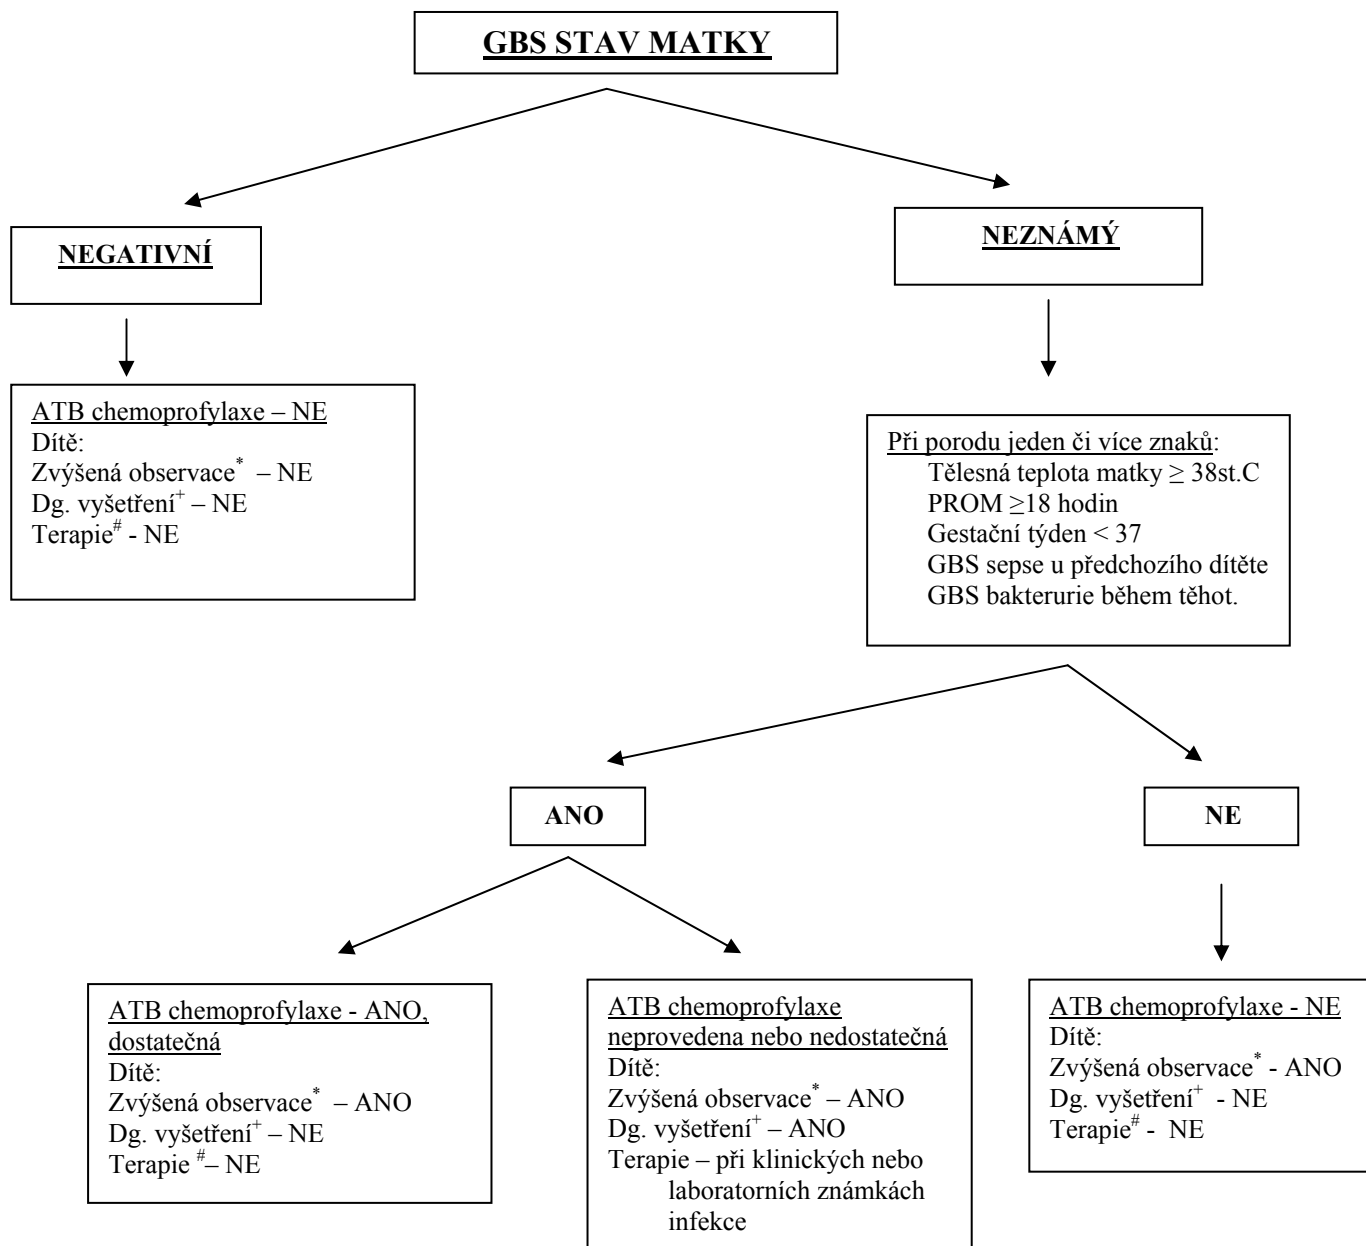 GBS STAV MATKY
NEGATIVNÍ
NEZNÁMÝ
ATB chemoprofylaxe – NE
Dítě:
Zvýšená observace* – NE
Dg. vyšetření+ – NE
Terapie# - NE
Při porodu jeden či více znaků:
Tělesná teplota matky ≥ 38st.C
PROM ≥18 hodin
Gestační týden < 37
GBS sepse u předchozího dítěte
GBS bakterurie během těhot.
ANO
NE
ATB chemoprofylaxe - ANO,
dostatečná
Dítě:
Zvýšená observace* – ANO
Dg. vyšetření+ – NE
Terapie #– NE
ATB chemoprofylaxe
neprovedena nebo nedostatečná
Dítě:
Zvýšená observace* – ANO
Dg. vyšetření+ – ANO
Terapie – při klinických nebo
laboratorních známkách
infekce
ATB chemoprofylaxe - NE
Dítě:
Zvýšená observace* - ANO
Dg. vyšetření+ - NE
Terapie# - NE